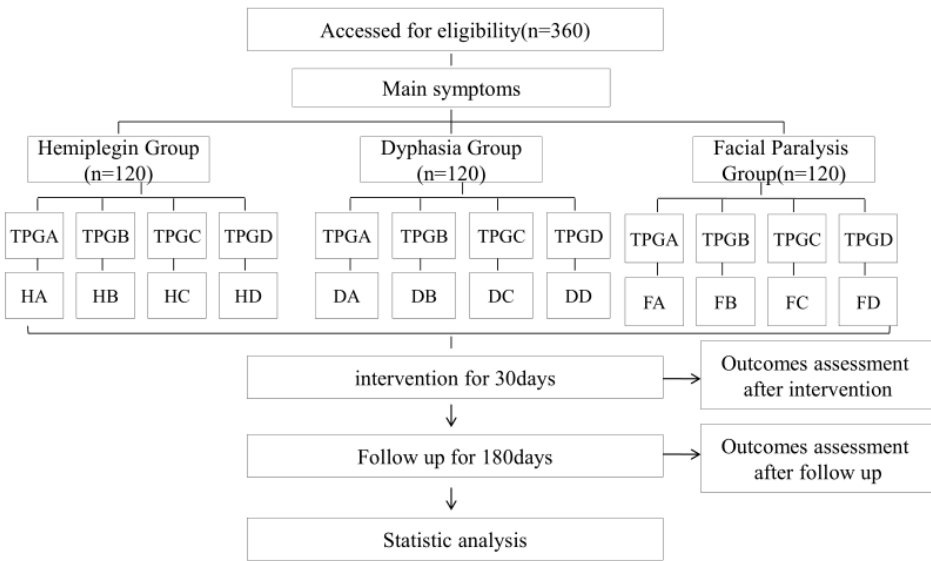 Accessed for eligibility(n=360)
Main symptoms
Hemiplegin Group
(n=120)
Dyphasia Group
(n=120)
Facial Paralysis
Group(n=120)
TPGA
TPGB
TPGC
TPGD
TPGA
TPGB
TPGC
TPGD
TPGA
TPGB
TPGC
TPGD
HA
HB
HC
HD
DA
DB
DC
DD
FA
FB
FC
FD
intervention for 30days
Outcomes assessment
after intervention
Follow up for 180days
Outcomes assessment
after follow up
Statistic analysis